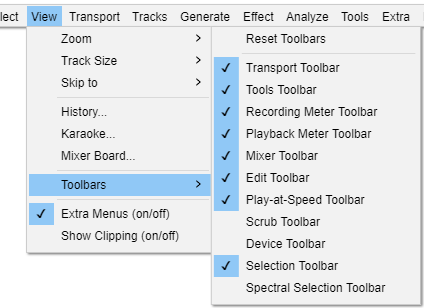 lect View Transport Tracks Generate Effect Analyze Tools Extra
Zoom
Track Size
Skip to
History...
Karaoke...
Mixer Board...
Toolbars
Extra Menus (on/off)
Show Clipping (on/off)
Reset Toolbars
Transport Toolbar
Tools Toolbar
Recording Meter Toolbar
Playback Meter Toolbar
Mixer Toolbar
Edit Toolbar
Play-at-Speed Toolbar
Scrub Toolbar
Device Toolbar
Selection Toolbar
Spectral Selection Toolbar